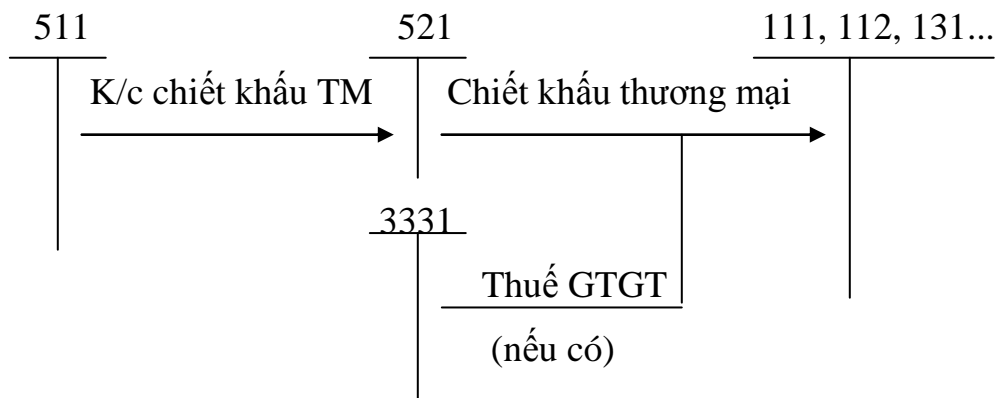 511 521 111, 112, 131...
K/c chiết khấu TM Chiết khấu thương mại
3331
Thuế GTGT
(nếu có)